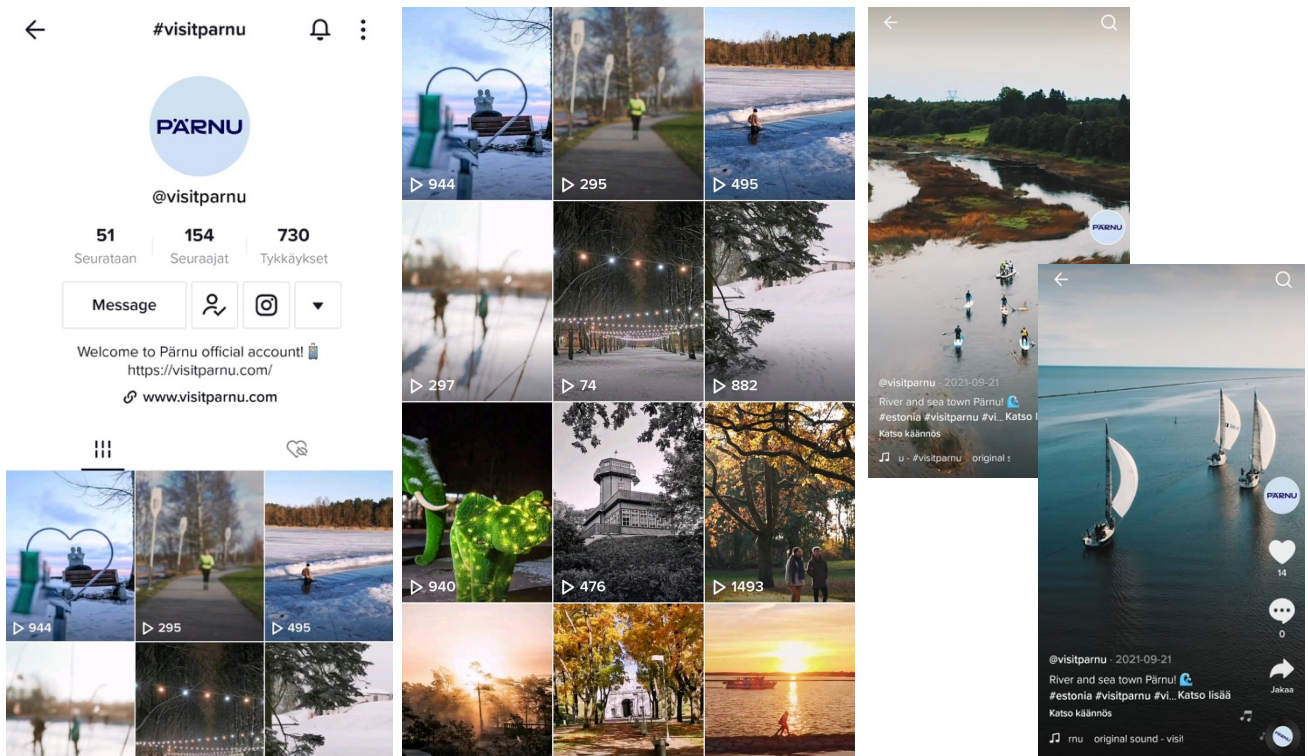 #visitparnu
PÄRNU
@visitparnu
51 154 730
Seurataan Seuraajat Tykkäykset
Message
Welcome to Pärnu official account! 🧳
https://visitparnu.com/
www.visitparnu.com
944 295 495
944 295 495
297 74 882
940 476 1493
PÄRNU
@visitparnu · 2021-09-21
River and sea town Pärnu! 🌊
#estonia #visitparnu #vi... Katso l
Katso käännös
u - #visitparnu original s
PÄRNU
14
0
Jakaa
@visitparnu · 2021-09-21
River and sea town Pärnu! 🌊
#estonia #visitparnu #vi... Katso lisää
Katso käännös
rnu original sound - visit